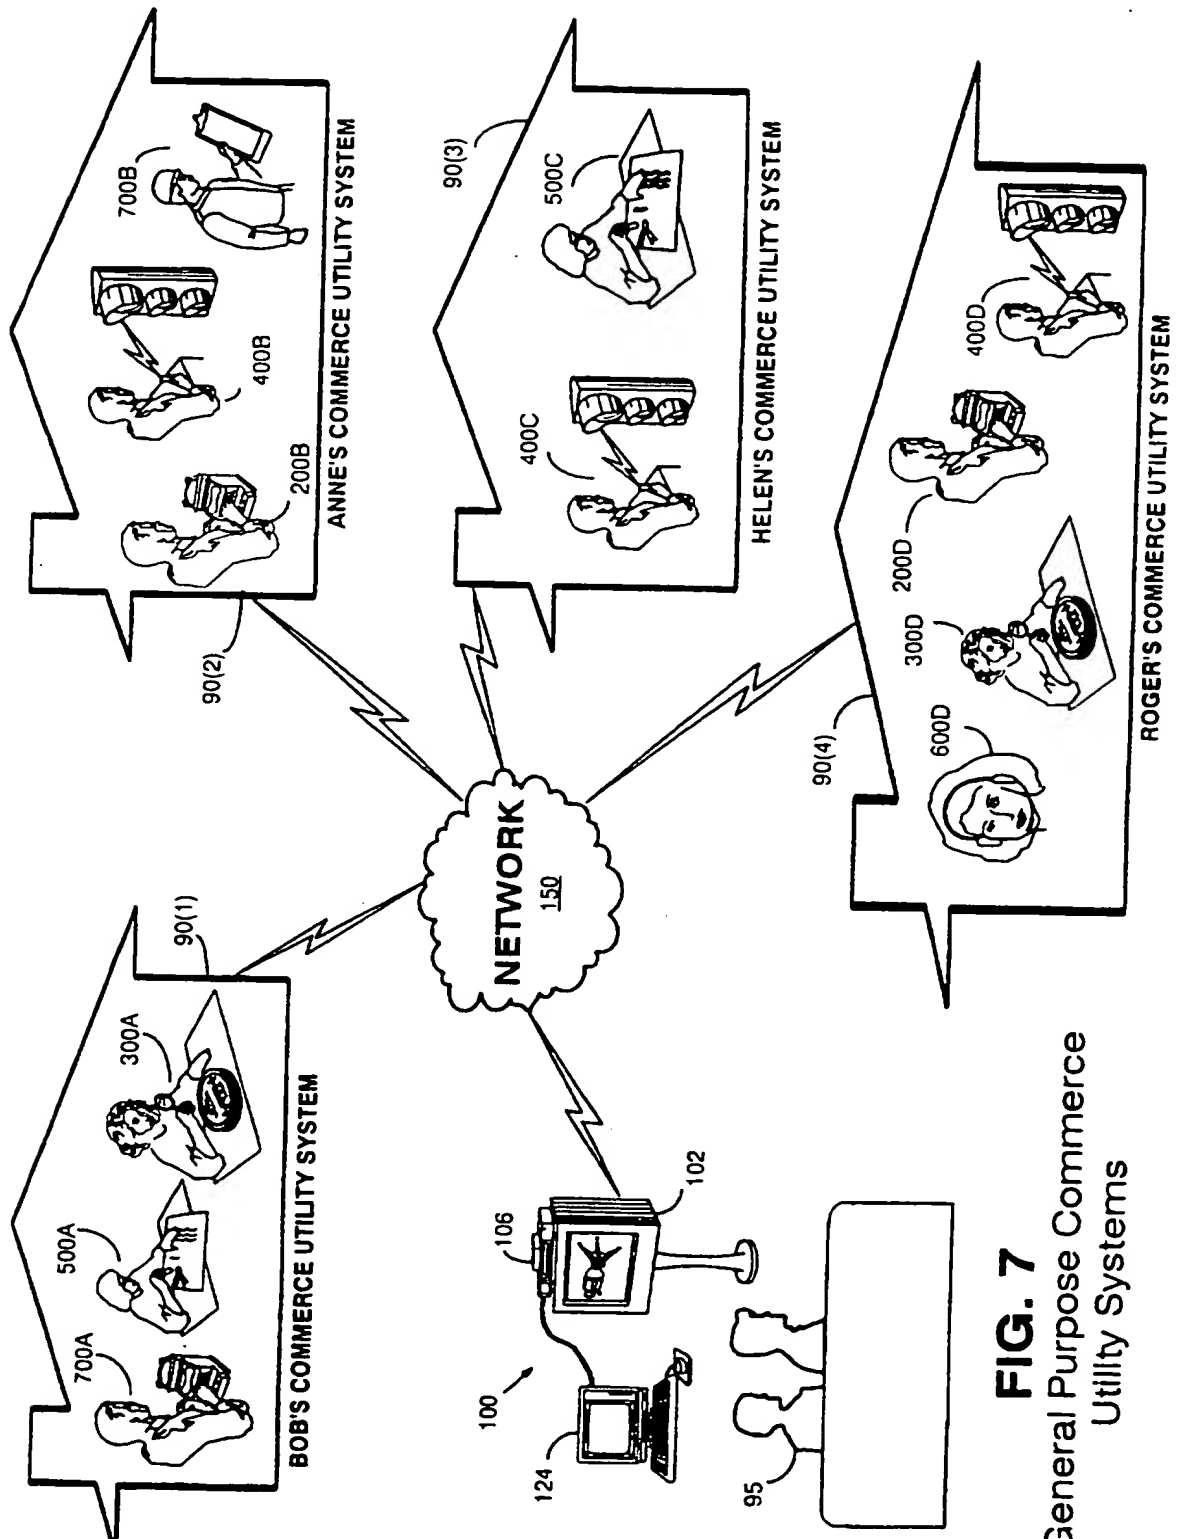 BOB'S COMMERCE UTILITY SYSTEM
700A
500A
300A
90(1)
ANNE'S COMMERCE UTILITY SYSTEM
90(2)
200B
400B
700B
HELEN'S COMMERCE UTILITY SYSTEM
90(3)
400C
500C
ROGER'S COMMERCE UTILITY SYSTEM
90(4)
600D
300D
200D
400D
NETWORK
150
100
102
106
124
95
FIG. 7
General Purpose Commerce
Utility Systems